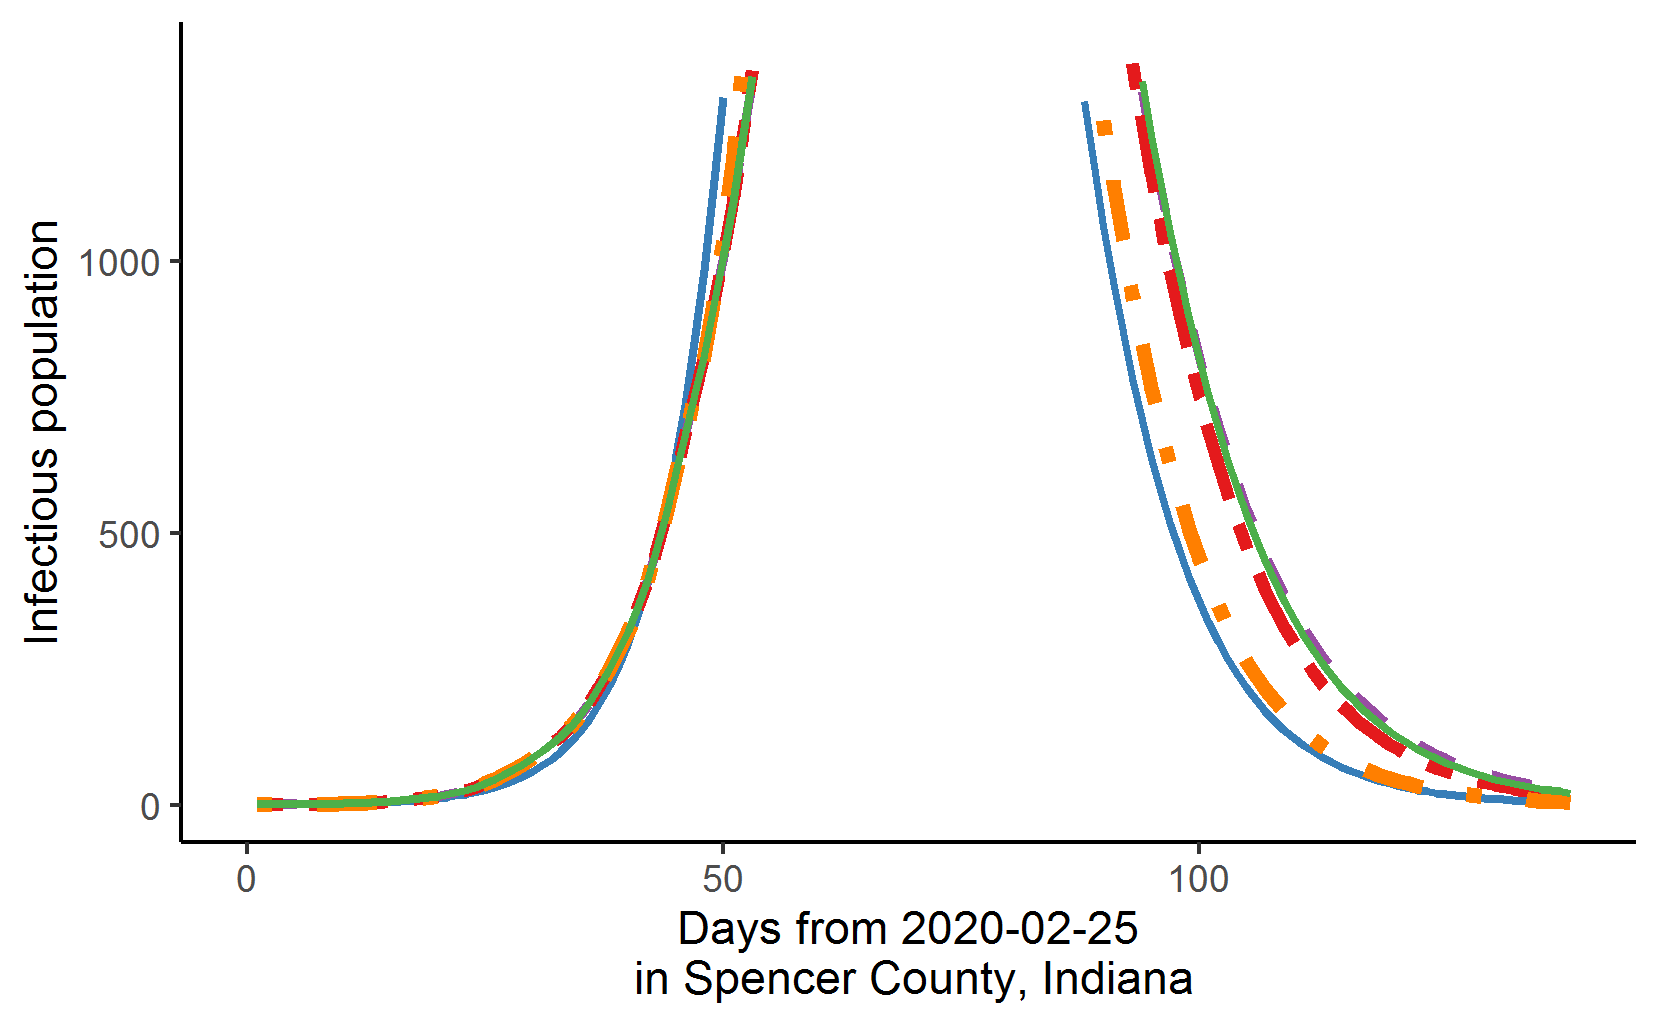 Infectious population
1000
500
0
0
50
100
Days from 2020-02-25
in Spencer County, Indiana